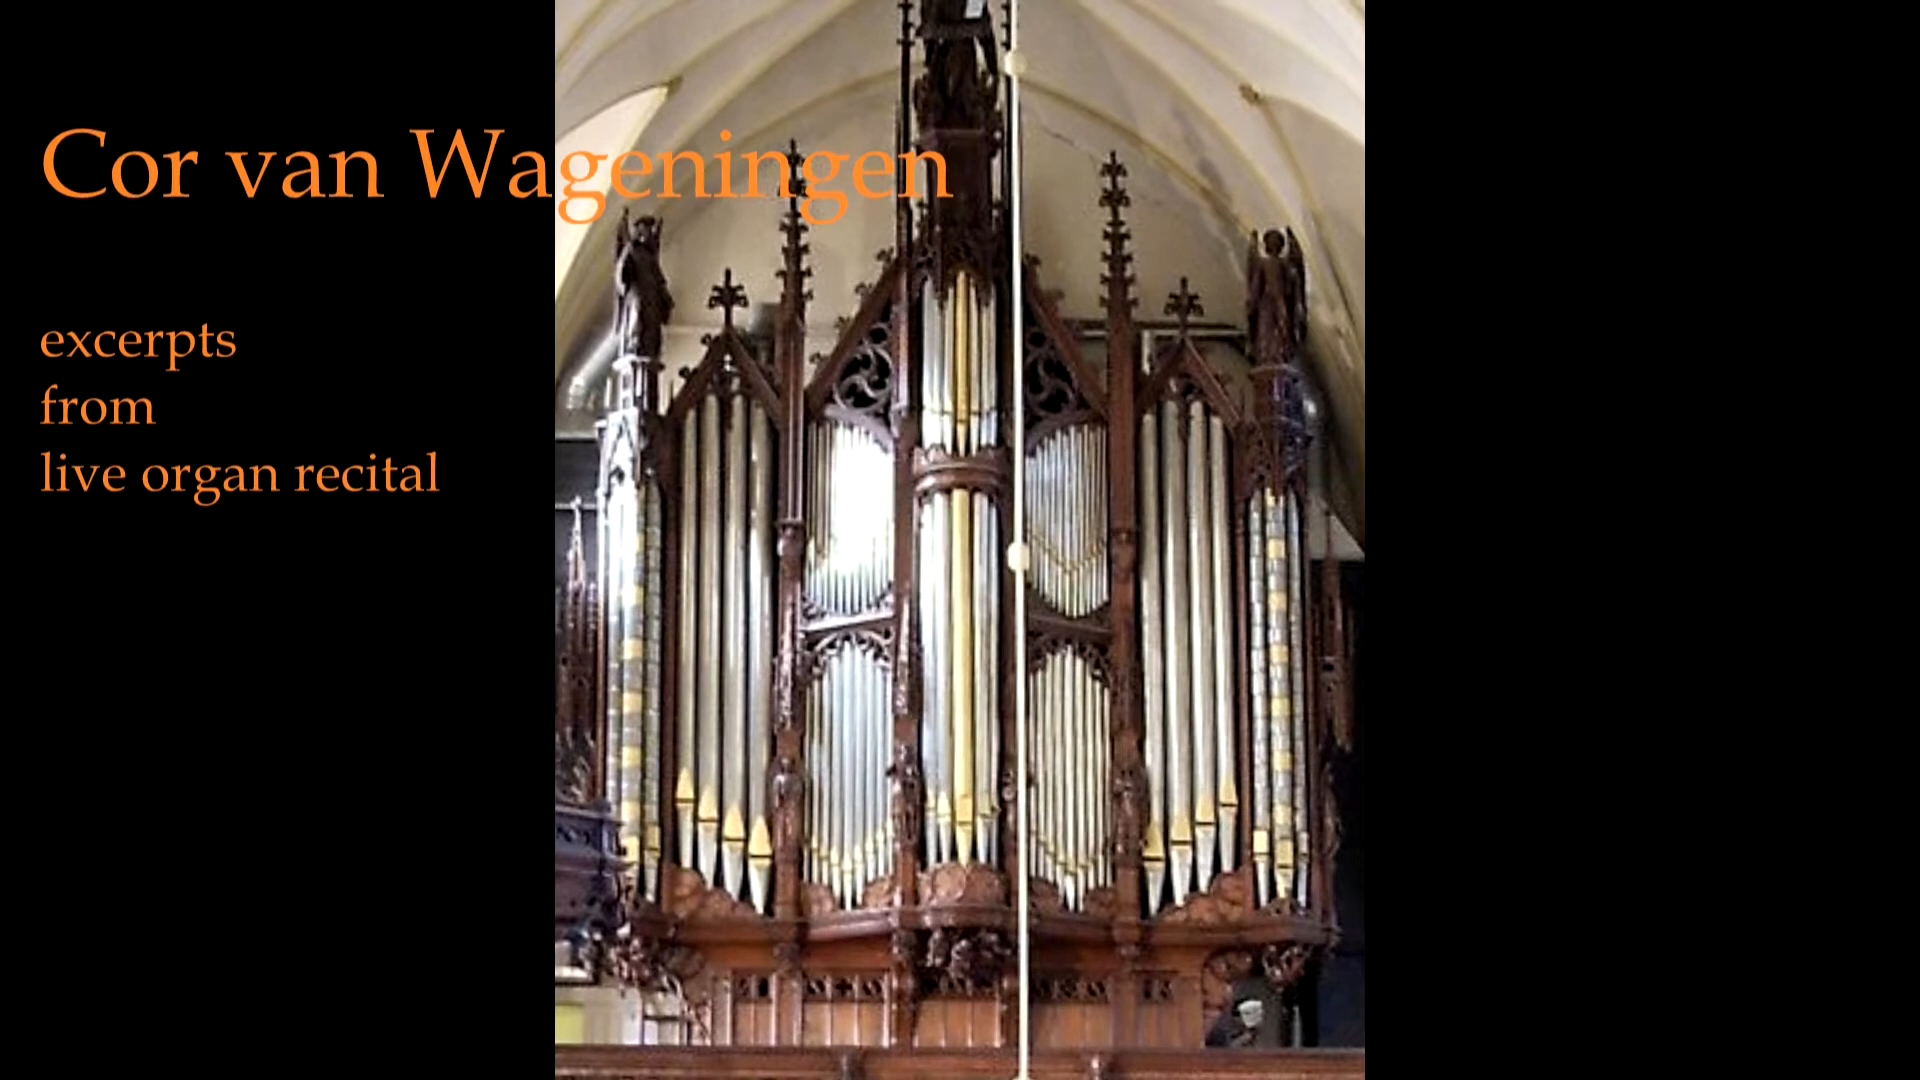 Cor van Wageningen
excerpts
from
live organ recital